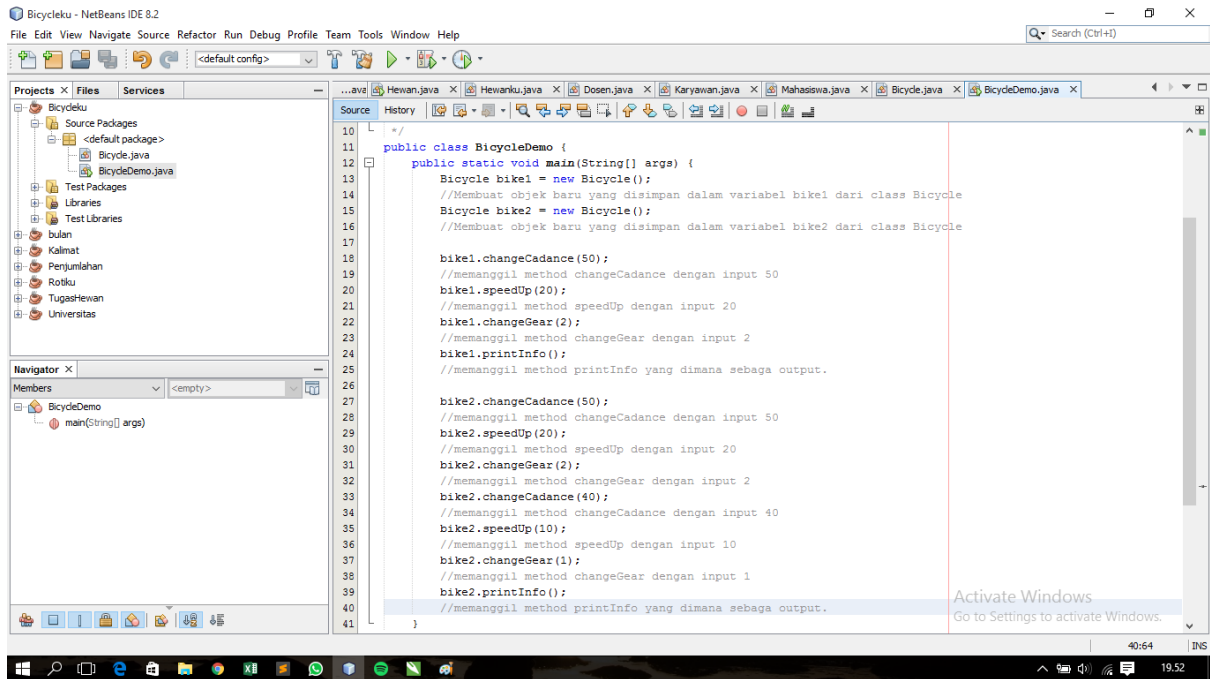 Bicycleku - NetBeans IDE 8.2
File Edit View Navigate Source Refactor Run Debug Profile Team Tools Window Help
Search (Ctrl+I)
<default config>
Projects Files Services
Bicycleku
Source Packages
<default package>
Bicycle.java
BicycleDemo.java
Test Packages
Libraries
Test Libraries
bulan
Kalimat
Penjumlahan
Rotiku
TugasHewan
Universitas
Navigator
Members <empty>
BicycleDemo
main(String[] args)
...ava Hewan.java Hewanku.java Dosen.java Karyawan.java Mahasiswa.java Bicycle.java BicycleDemo.java
Source History
10 */
11 public class BicycleDemo {
12 public static void main(String[] args) {
13 Bicycle bike1 = new Bicycle();
14 //Membuat objek baru yang disimpan dalam variabel bike1 dari class Bicycle
15 Bicycle bike2 = new Bicycle();
16 //Membuat objek baru yang disimpan dalam variabel bike2 dari class Bicycle
17
18 bike1.changeCadance(50);
19 //memanggil method changeCadance dengan input 50
20 bike1.speedUp(20);
21 //memanggil method speedUp dengan input 20
22 bike1.changeGear(2);
23 //memanggil method changeGear dengan input 2
24 bike1.printInfo();
25 //memanggil method printInfo yang dimana sebaga output.
26
27 bike2.changeCadance(50);
28 //memanggil method changeCadance dengan input 50
29 bike2.speedUp(20);
30 //memanggil method speedUp dengan input 20
31 bike2.changeGear(2);
32 //memanggil method changeGear dengan input 2
33 bike2.changeCadance(40);
34 //memanggil method changeCadance dengan input 40
35 bike2.speedUp(10);
36 //memanggil method speedUp dengan input 10
37 bike2.changeGear(1);
38 //memanggil method changeGear dengan input 1
39 bike2.printInfo();
40 //memanggil method printInfo yang dimana sebaga output.
41 }
Activate Windows
Go to Settings to activate Windows.
40:64 INS
19.52